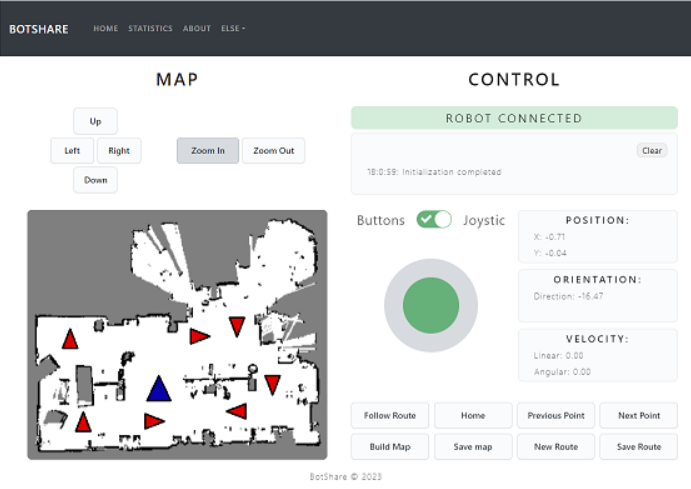 BOTSHARE HOME STATISTICS ABOUT ELSE
MAP
Up
Left Right Zoom In Zoom Out
Down
CONTROL
ROBOT CONNECTED
Clear
18:0:59: Initialization completed
Buttons Joystic
POSITION:
X: -0.71
Y: -0.04
ORIENTATION:
Direction: -16.47
VELOCITY:
Linear: 0.00
Angular: 0.00
Follow Route Home Previous Point Next Point
Build Map Save map New Route Save Route
BotShare © 2023